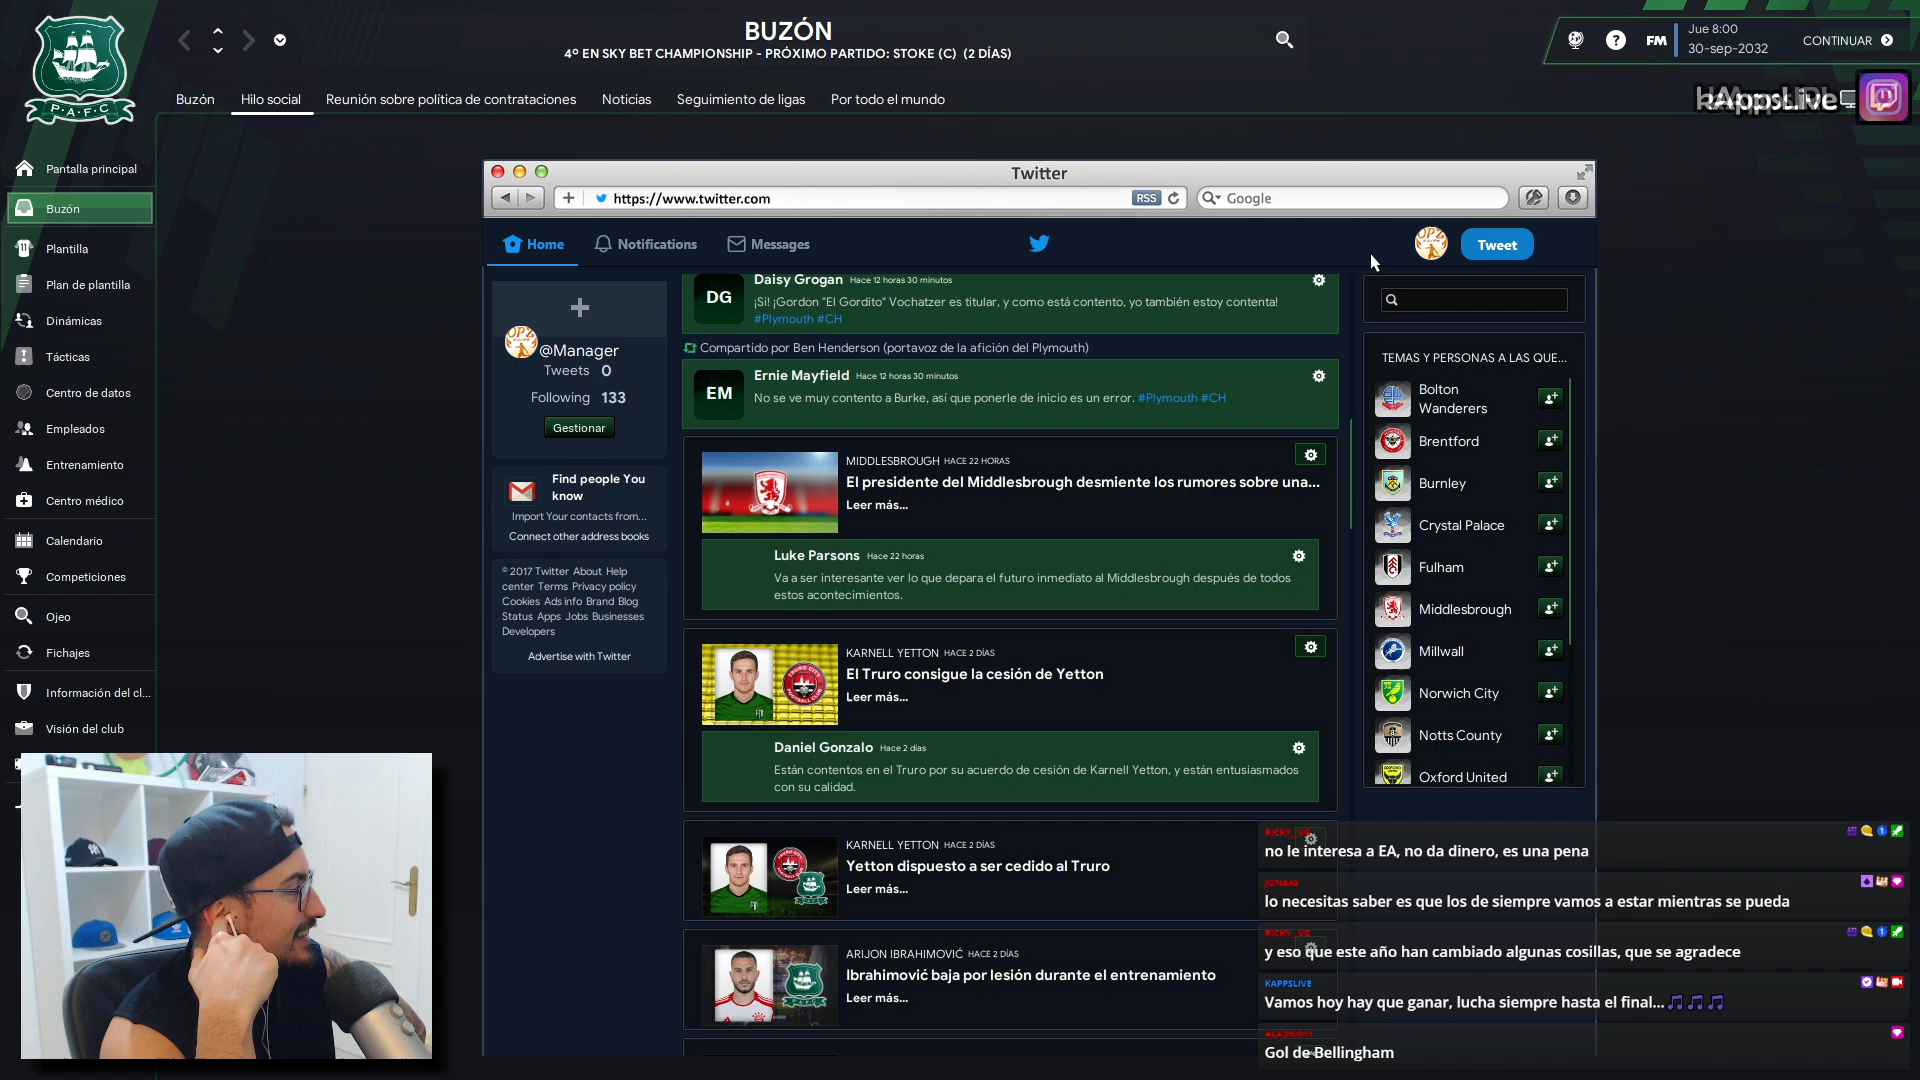 BUZÓN
4º EN SKY BET CHAMPIONSHIP - PRÓXIMO PARTIDO: STOKE (C) (2 DÍAS)
FM
Jue 8:00
30-sep-2032
CONTINUAR
P·A·F·C
Buzón
Hilo social
Reunión sobre política de contrataciones
Noticias
Seguimiento de ligas
Por todo el mundo
Pantalla principal
Buzón
Plantilla
Plan de plantilla
Dinámicas
Tácticas
Centro de datos
Empleados
Entrenamiento
Centro médico
Calendario
Competiciones
Ojeo
Fichajes
Información del cl...
Visión del club
Twitter
https://www.twitter.com
RSS
Google
Home
Notifications
Messages
Tweet
@Manager
Tweets 0
Following 133
Gestionar
Find people You
know
Import Your contacts from...
Connect other address books
© 2017 Twitter About Help
center Terms Privacy policy
Cookies Ads info Brand Blog
Status Apps Jobs Businesses
Developers
Advertise with Twitter
DG
Daisy Grogan Hace 12 horas 30 minutos
¡Sí! ¡Gordon "El Gordito" Vochatzer es titular, y como está contento, yo también estoy contenta!
#Plymouth #CH
Compartido por Ben Henderson (portavoz de la afición del Plymouth)
EM
Ernie Mayfield Hace 12 horas 30 minutos
No se ve muy contento a Burke, así que ponerle de inicio es un error. #Plymouth #CH
MIDDLESBROUGH HACE 22 HORAS
El presidente del Middlesbrough desmiente los rumores sobre una...
Leer más...
Luke Parsons Hace 22 horas
Va a ser interesante ver lo que depara el futuro inmediato al Middlesbrough después de todos
estos acontecimientos.
KARNELL YETTON HACE 2 DÍAS
El Truro consigue la cesión de Yetton
Leer más...
Daniel Gonzalo Hace 2 días
Están contentos en el Truro por su acuerdo de cesión de Karnell Yetton, y están entusiasmados
con su calidad.
KARNELL YETTON HACE 2 DÍAS
Yetton dispuesto a ser cedido al Truro
Leer más...
ARIJON IBRAHIMOVIĆ HACE 2 DÍAS
Ibrahimović baja por lesión durante el entrenamiento
Leer más...
TEMAS Y PERSONAS A LAS QUE...
Bolton
Wanderers
Brentford
Burnley
Crystal Palace
Fulham
Middlesbrough
Millwall
Norwich City
Notts County
Oxford United
RICKY_VG
no le interesa a EA, no da dinero, es una pena
lo necesitas saber es que los de siempre vamos a estar mientras se pueda
RICKY_VG
y eso que este año han cambiado algunas cosillas, que se agradece
KAPPSLIVE
Vamos hoy hay que ganar, lucha siempre hasta el final...
Gol de Bellingham